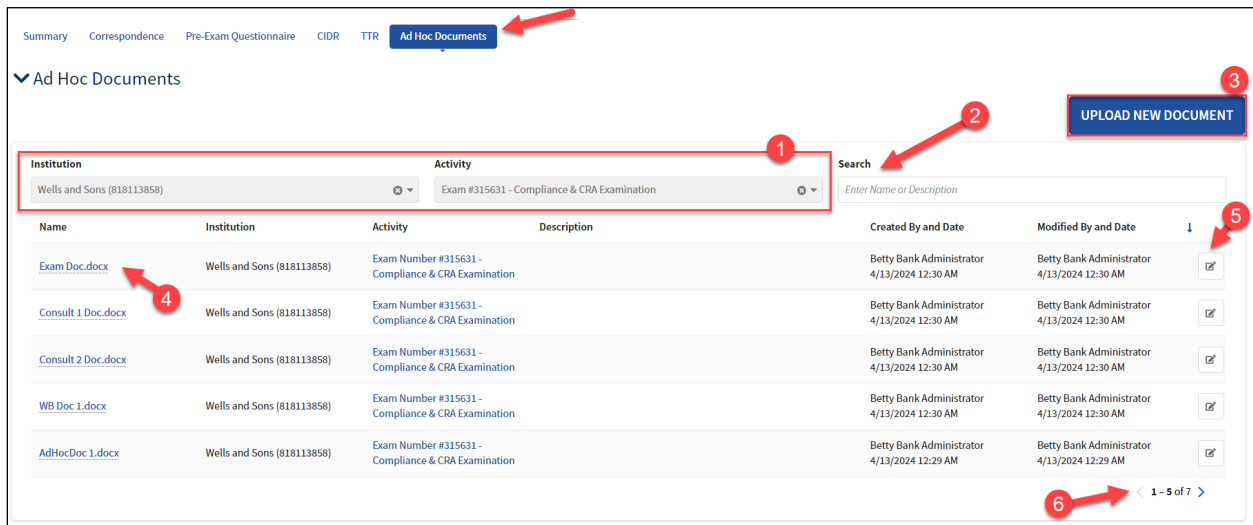 Summary Correspondence Pre-Exam Questionnaire CIDR TTR Ad Hoc Documents
Ad Hoc Documents
3
UPLOAD NEW DOCUMENT
2
1
Institution Activity Search
Wells and Sons (818113858) Exam #315631 - Compliance & CRA Examination Enter Name or Description
5
Name Institution Activity Description Created By and Date Modified By and Date
Exam Doc.docx Wells and Sons (818113858) Exam Number #315631 - Betty Bank Administrator Betty Bank Administrator
Compliance & CRA Examination 4/13/2024 12:30 AM 4/13/2024 12:30 AM
4
Consult 1 Doc.docx Wells and Sons (818113858) Exam Number #315631 - Betty Bank Administrator Betty Bank Administrator
Compliance & CRA Examination 4/13/2024 12:30 AM 4/13/2024 12:30 AM
Consult 2 Doc.docx Wells and Sons (818113858) Exam Number #315631 - Betty Bank Administrator Betty Bank Administrator
Compliance & CRA Examination 4/13/2024 12:30 AM 4/13/2024 12:30 AM
WB Doc 1.docx Wells and Sons (818113858) Exam Number #315631 - Betty Bank Administrator Betty Bank Administrator
Compliance & CRA Examination 4/13/2024 12:30 AM 4/13/2024 12:30 AM
AdHocDoc 1.docx Wells and Sons (818113858) Exam Number #315631 - Betty Bank Administrator Betty Bank Administrator
Compliance & CRA Examination 4/13/2024 12:29 AM 4/13/2024 12:29 AM
6
1 – 5 of 7